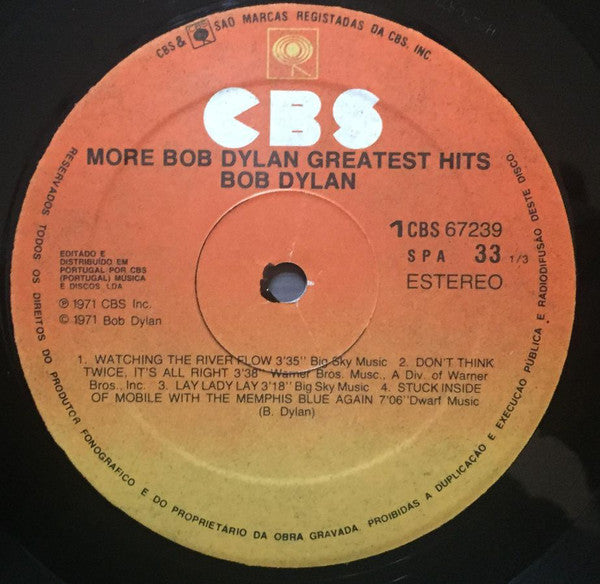 CBS & SÃO MARCAS REGISTADAS DA CBS, INC.
CBS
MORE BOB DYLAN GREATEST HITS
BOB DYLAN
EDITADO E
DISTRIBUÍDO EM
PORTUGAL POR CBS
(PORTUGAL) MÚSICA
E DISCOS, LDA
℗ 1971 CBS Inc.
© 1971 Bob Dylan
1 CBS 67239
SPA 33 1/3
ESTEREO
1. WATCHING THE RIVER FLOW 3'35'' Big Sky Music 2. DON'T THINK
TWICE, IT'S ALL RIGHT 3'38'' Warner Bros. Musc., A Div. of Warner
Bros., Inc. 3. LAY LADY LAY 3'18'' Big Sky Music 4. STUCK INSIDE
OF MOBILE WITH THE MEMPHIS BLUE AGAIN 7'06'' Dwarf Music
(B. Dylan)
RESERVADOS TODOS OS DIREITOS DO PRODUTOR FONOGRAFICO E DO PROPRIETARIO DA OBRA GRAVADA. PROIBIDAS A DUPLICAÇÃO E EXECUÇÃO PÚBLICA E RADIODIFUSÃO DESTE DISCO